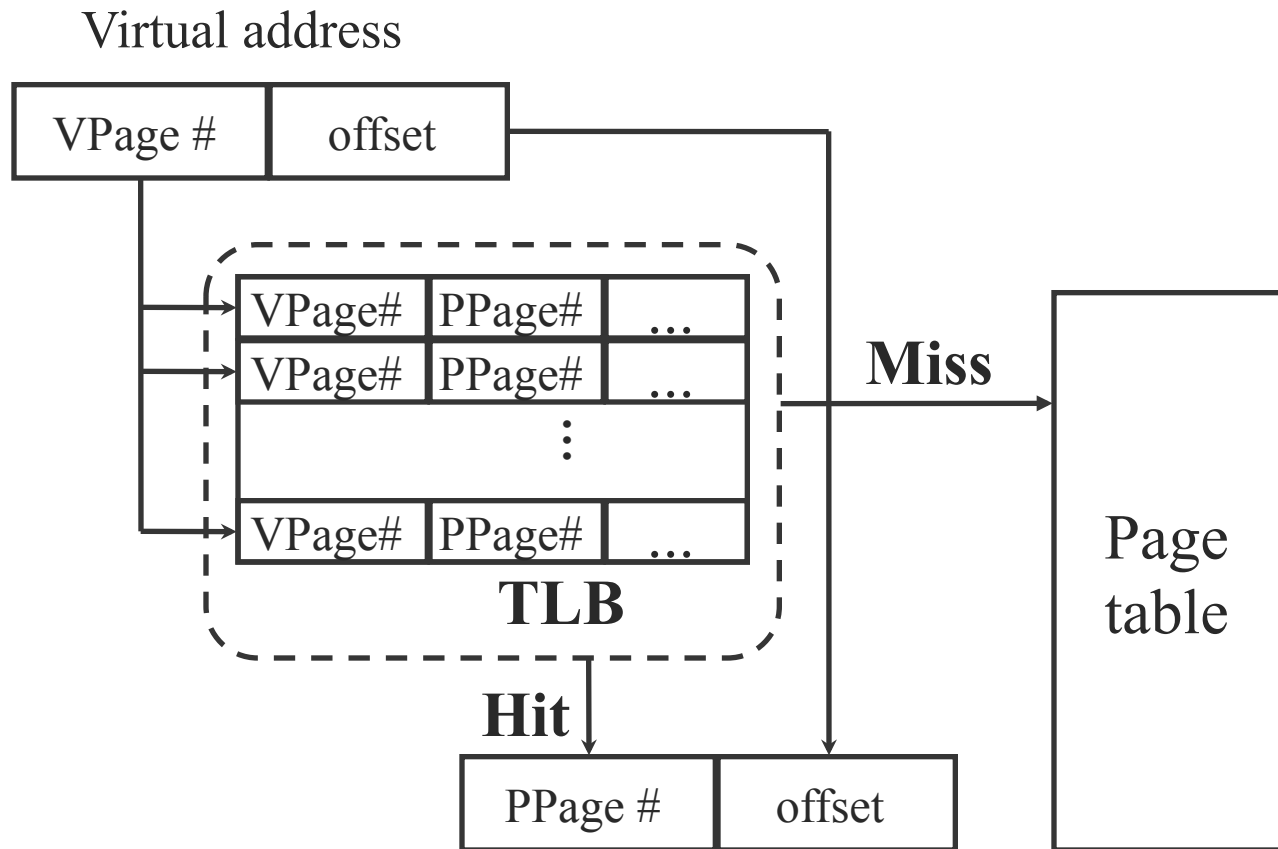 Virtual address
VPage # offset
VPage# PPage# ...
VPage# PPage# ...
⋮
VPage# PPage# ...
TLB
Miss
Page
table
Hit
PPage # offset